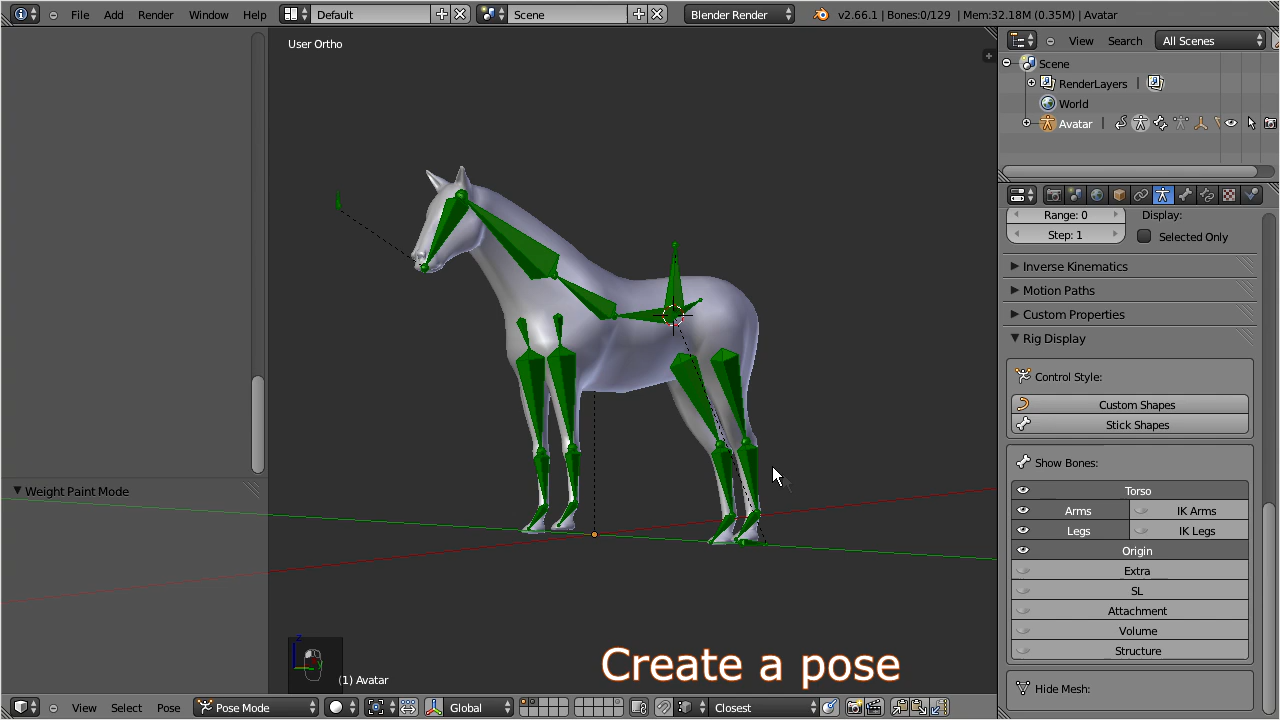 File Add Render Window Help Default Scene Blender Render v2.66.1 | Bones:0/129 | Mem:32.18M (0.35M) | Avatar
User Ortho
View Search All Scenes
Scene
RenderLayers |
World
Avatar |
Range: 0 Display:
Step: 1 Selected Only
Inverse Kinematics
Motion Paths
Custom Properties
Rig Display
Control Style:
Custom Shapes
Stick Shapes
Show Bones:
Torso
Arms IK Arms
Legs IK Legs
Origin
Extra
SL
Attachment
Volume
Structure
Hide Mesh:
Weight Paint Mode
Create a pose
(1) Avatar
View Select Pose Pose Mode Global Closest